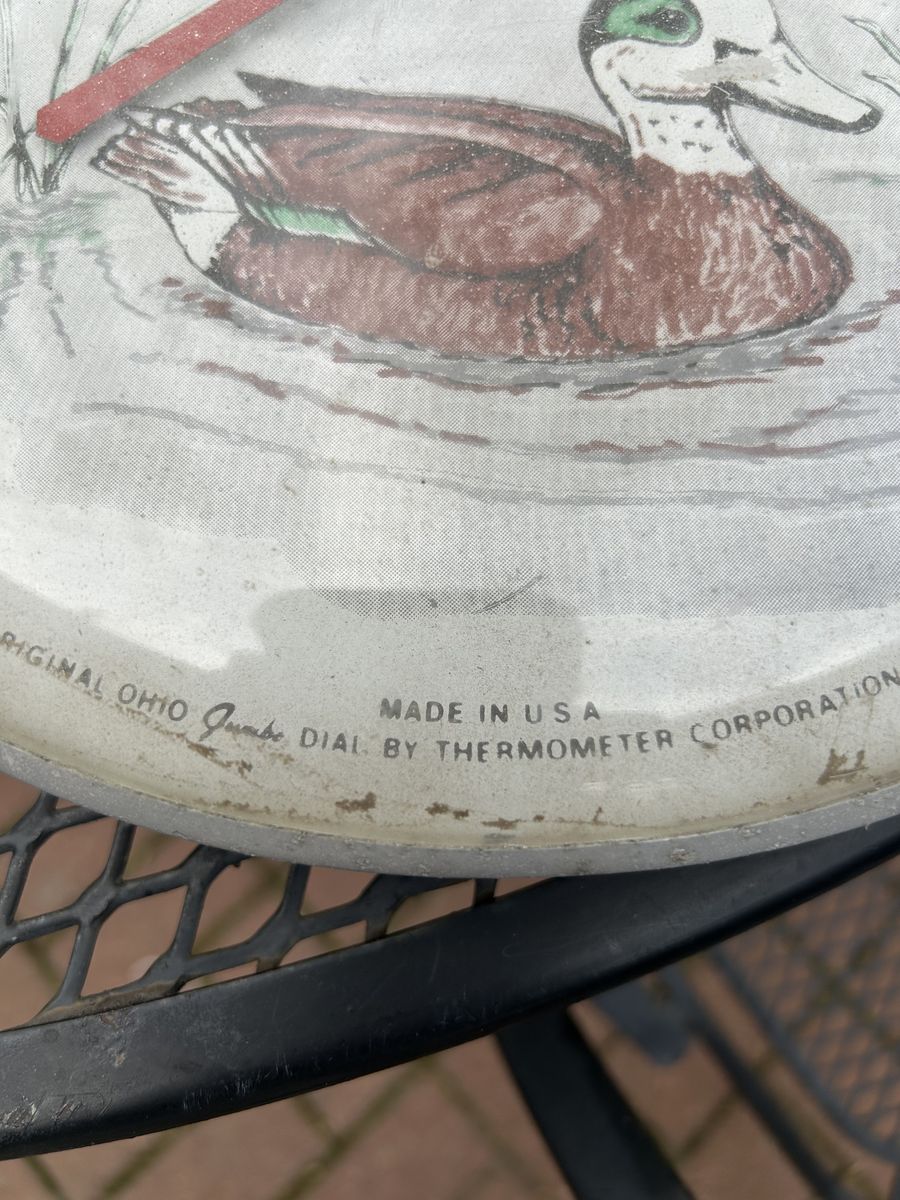 MADE IN U S A
RIGINAL OHIO Jumbo DIAL BY THERMOMETER CORPORATION